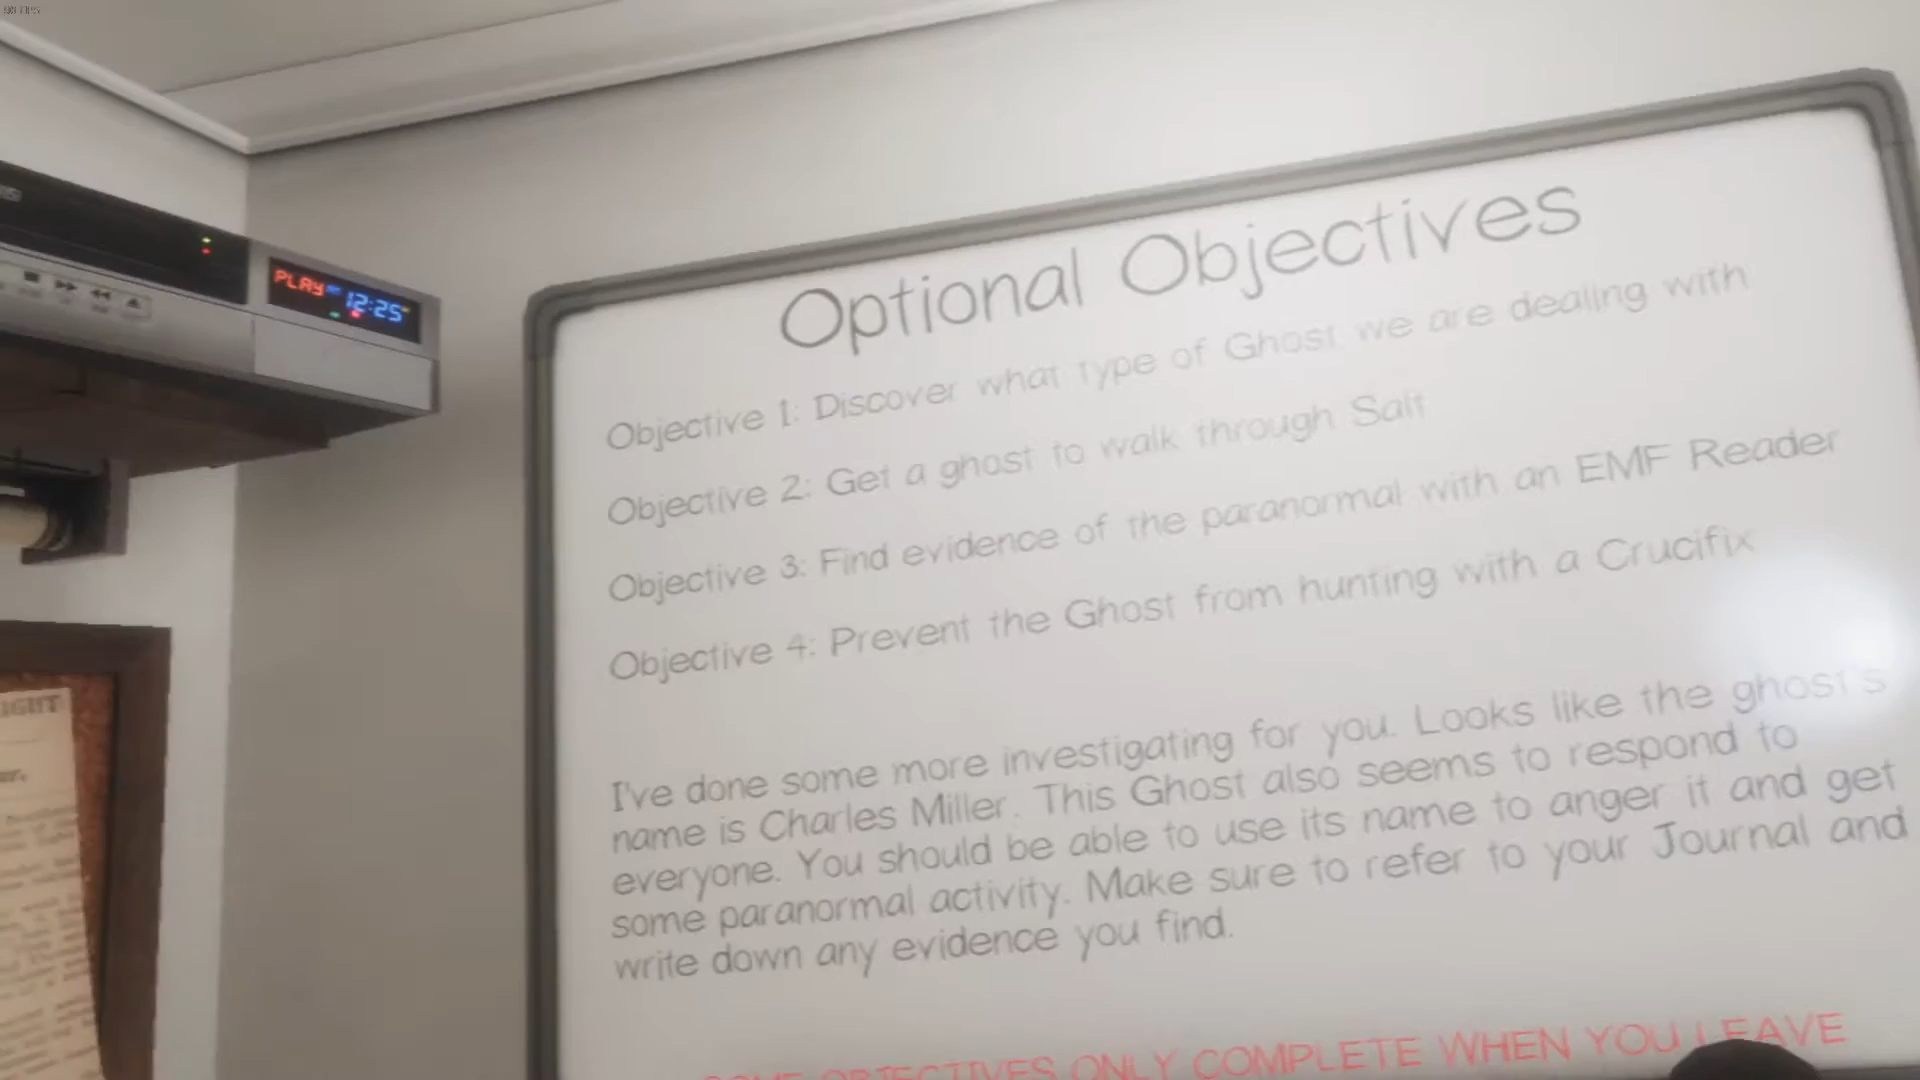 PLAY 12:25
Optional Objectives
Objective 1: Discover what type of Ghost we are dealing with
Objective 2: Get a ghost to walk through Salt
Objective 3: Find evidence of the paranormal with an EMF Reader
Objective 4: Prevent the Ghost from hunting with a Crucifix
I've done some more investigating for you. Looks like the ghost's
name is Charles Miller. This Ghost also seems to respond to
everyone. You should be able to use its name to anger it and get
some paranormal activity. Make sure to refer to your Journal and
write down any evidence you find.
SOME OBJECTIVES ONLY COMPLETE WHEN YOU LEAVE